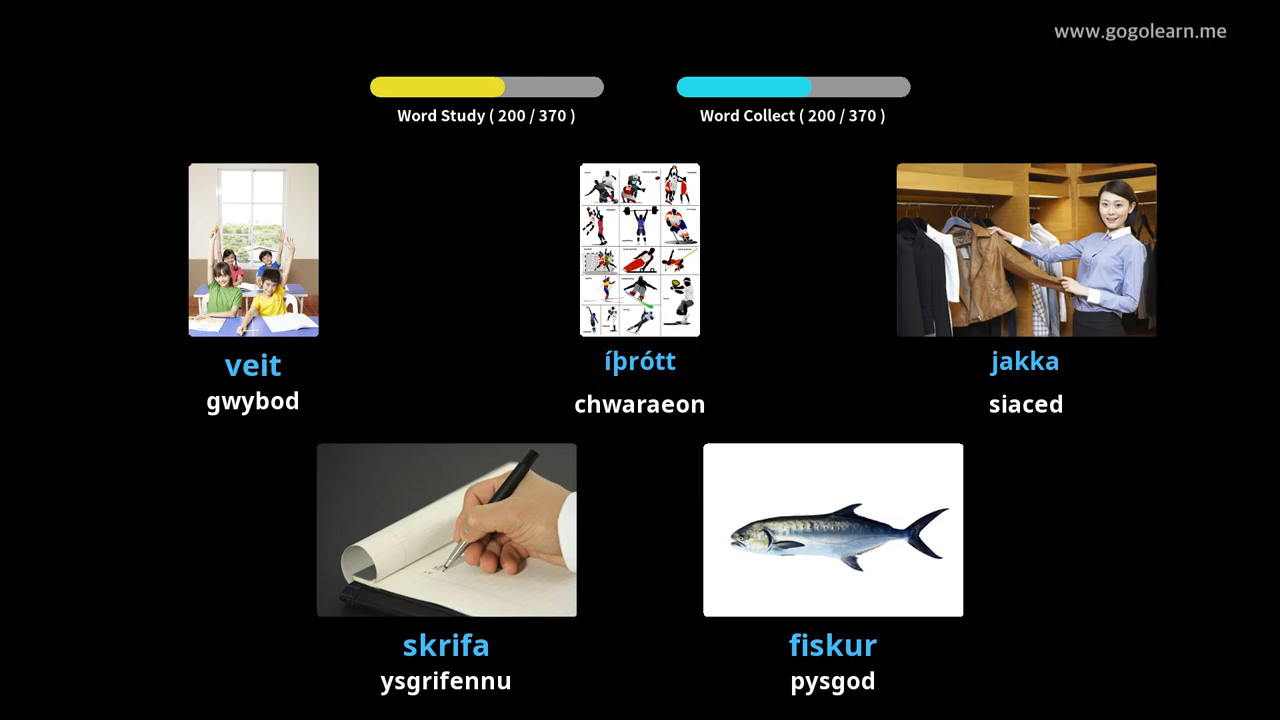 www.gogolearn.me
Word Study ( 200 / 370 )
Word Collect ( 200 / 370 )
veit
gwybod
íþrótt
chwaraeon
jakka
siaced
skrifa
ysgrifennu
fiskur
pysgod